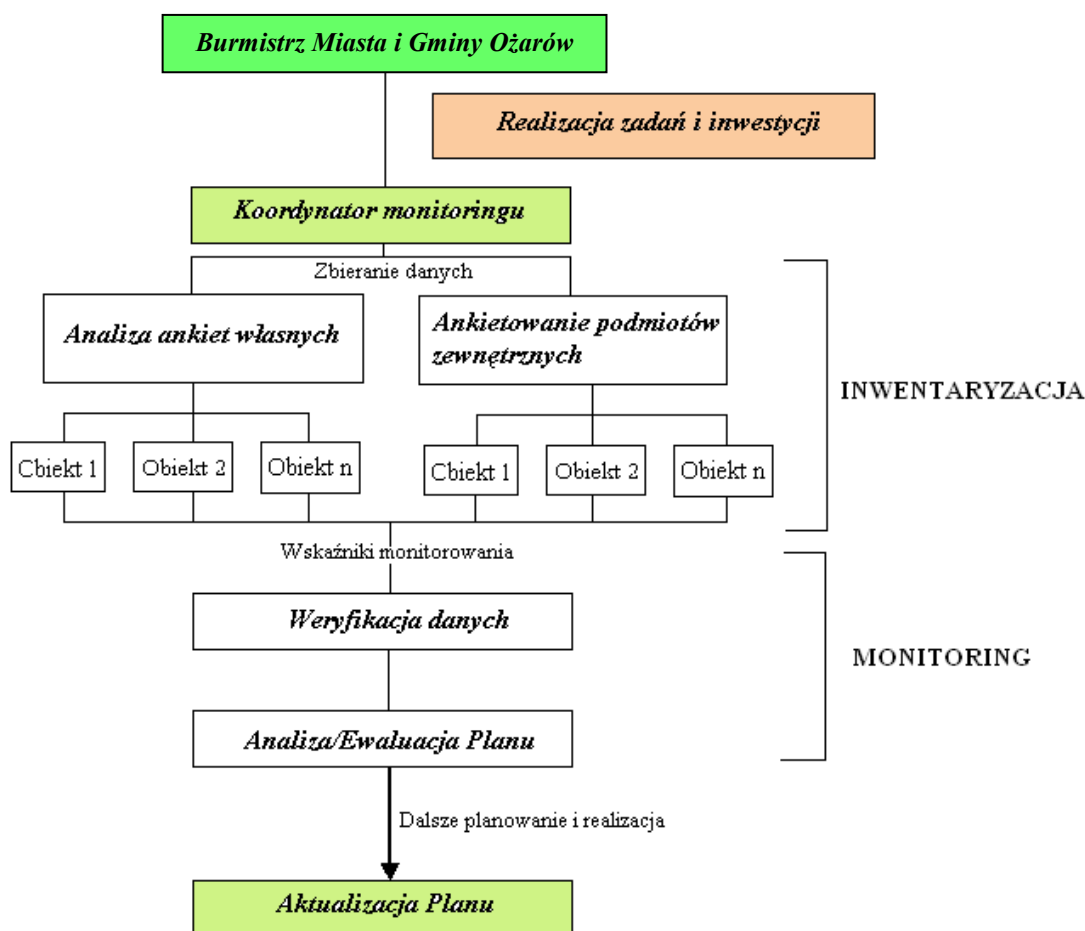 Burmistrz Miasta i Gminy Ożarów
Realizacja zadań i inwestycji
Koordynator monitoringu
Zbieranie danych
Analiza ankiet własnych
Ankietowanie podmiotów
zewnętrznych
INWENTARYZACJA
Cbiekt 1
Obiekt 2
Obiekt n
Cbiekt 1
Obiekt 2
Obiekt n
Wskaźniki monitorowania
Weryfikacja danych
MONITORING
Analiza/Ewaluacja Planu
Dalsze planowanie i realizacja
Aktualizacja Planu